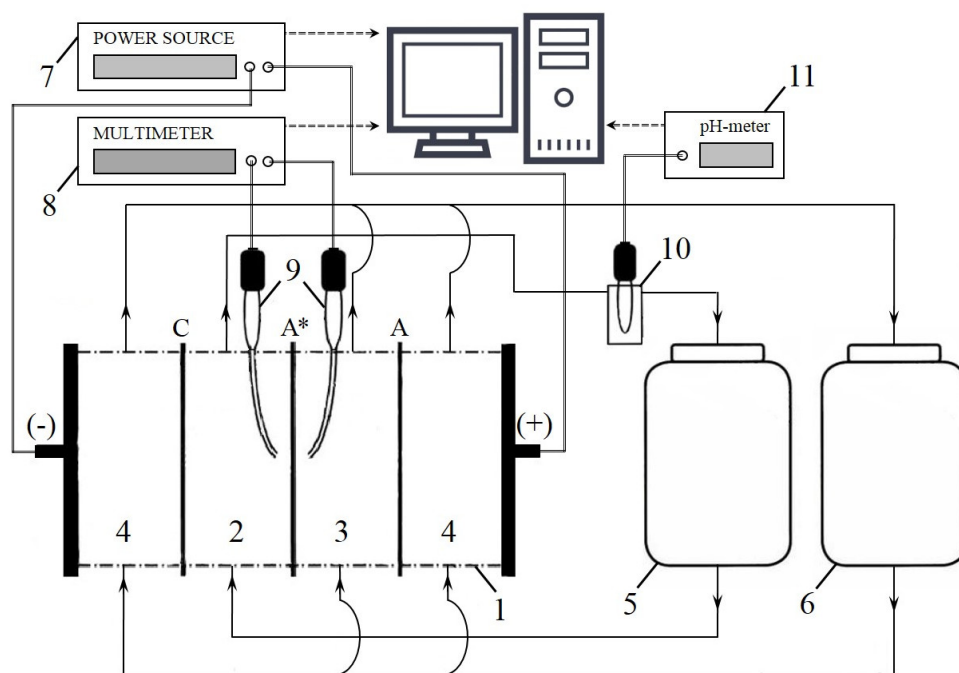 POWER SOURCE
7
11
MULTIMETER
pH-meter
8
9
10
C
A*
A
(-)
(+)
4
2
3
4
1
5
6